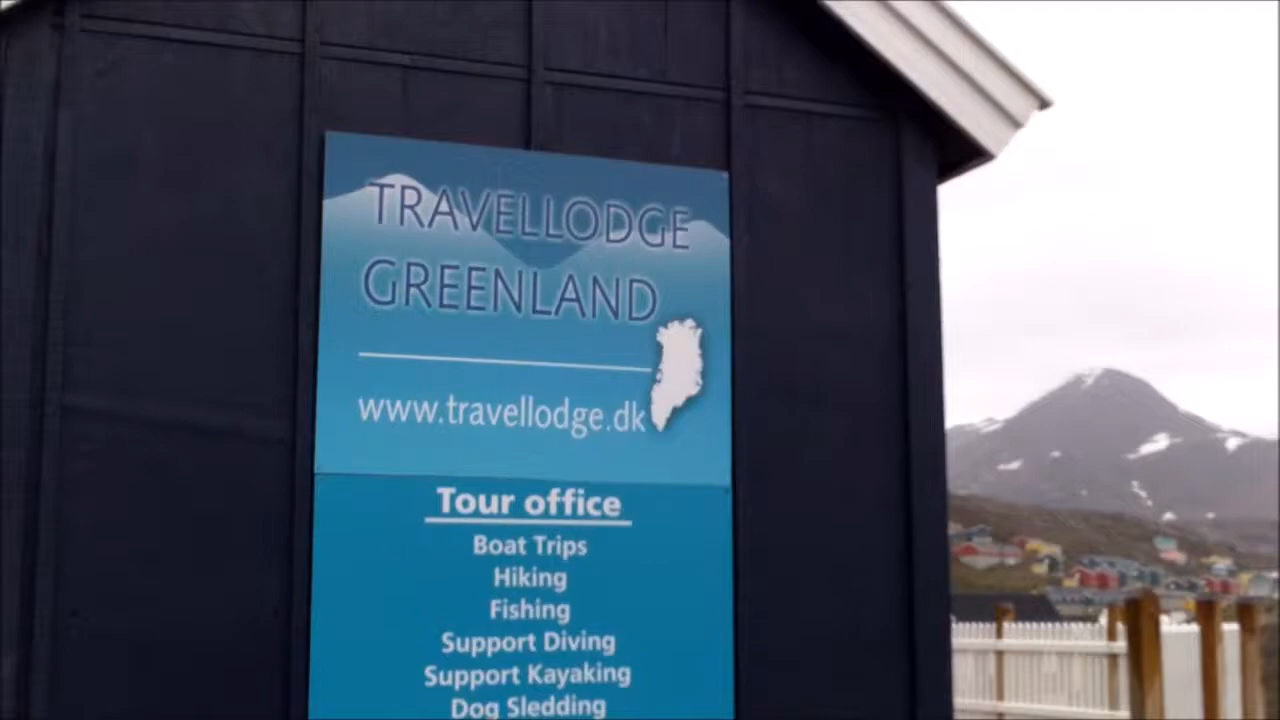 TRAVELLODGE
GREENLAND
www.travellodge.dk
Tour office
Boat Trips
Hiking
Fishing
Support Diving
Support Kayaking
Dog Sledding